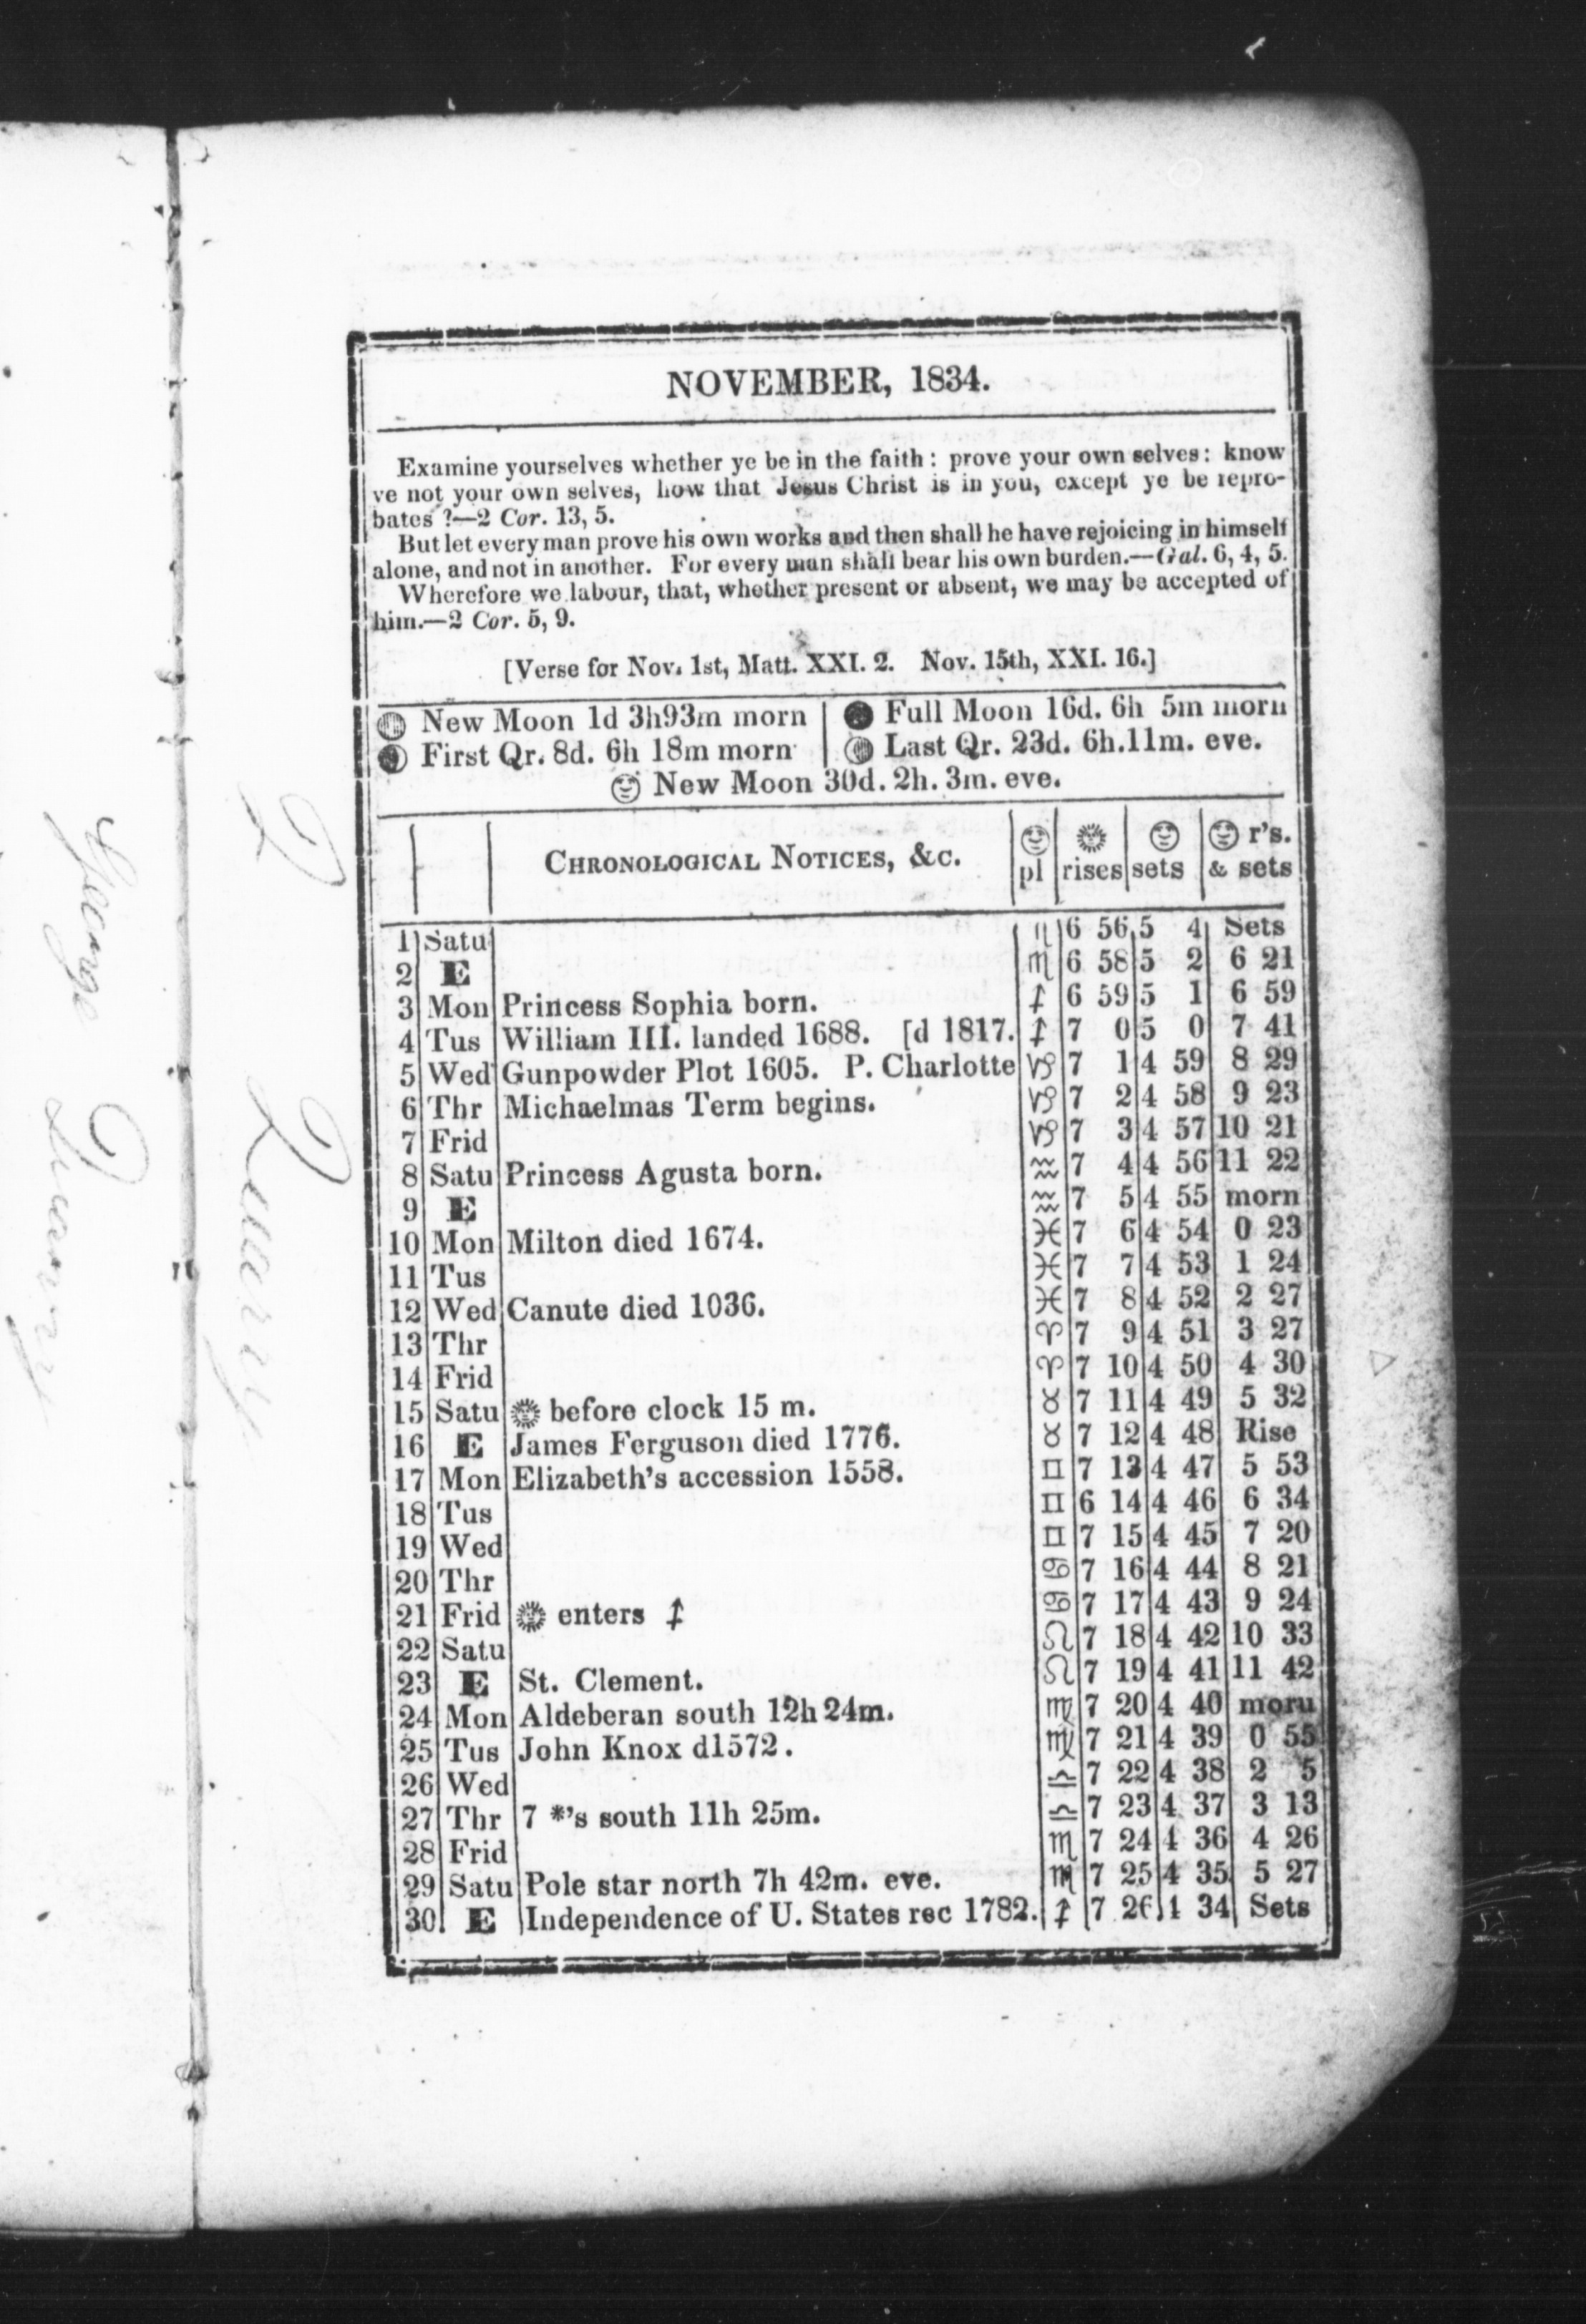 NOVEMBER, 1834.
Examine yourselves whether ye be in the faith: prove your own selves: know
ye not your own selves, how that Jesus Christ is in you, except ye be repro-
bates ?—2 Cor. 13, 5.
But let every man prove his own works and then shall he have rejoicing in himself
alone, and not in another. For every man shall bear his own burden.—Gal. 6, 4, 5.
Wherefore we labour, that, whether present or absent, we may be accepted of
him.—2 Cor. 5, 9.
[Verse for Nov. 1st, Matt. XXI. 2. Nov. 15th, XXI. 16.]
New Moon 1d 3h93m morn | Full Moon 16d. 6h 5m morn
First Qr. 8d. 6h 18m morn | Last Qr. 23d. 6h.11m. eve.
New Moon 30d. 2h. 3m. eve.
CHRONOLOGICAL NOTICES, &c. pl rises sets r's. & sets
1 Satu ♏ 6 56 5 4 Sets
2 E ♏ 6 58 5 2 6 21
3 Mon Princess Sophia born. ♐ 6 59 5 1 6 59
4 Tus William III. landed 1688. [d 1817. ♐ 7 0 5 0 7 41
5 Wed Gunpowder Plot 1605. P. Charlotte ♑ 7 1 4 59 8 29
6 Thr Michaelmas Term begins. ♑ 7 2 4 58 9 23
7 Frid ♑ 7 3 4 57 10 21
8 Satu Princess Agusta born. ♒ 7 4 4 56 11 22
9 E ♒ 7 5 4 55 morn
10 Mon Milton died 1674. ♓ 7 6 4 54 0 23
11 Tus ♓ 7 7 4 53 1 24
12 Wed Canute died 1036. ♓ 7 8 4 52 2 27
13 Thr ♈ 7 9 4 51 3 27
14 Frid ♈ 7 10 4 50 4 30
15 Satu ☀ before clock 15 m. ♉ 7 11 4 49 5 32
16 E James Ferguson died 1776. ♉ 7 12 4 48 Rise
17 Mon Elizabeth's accession 1558. ♊ 7 13 4 47 5 53
18 Tus ♊ 6 14 4 46 6 34
19 Wed ♊ 7 15 4 45 7 20
20 Thr ♋ 7 16 4 44 8 21
21 Frid ☀ enters ♐ ♋ 7 17 4 43 9 24
22 Satu ♌ 7 18 4 42 10 33
23 E St. Clement. ♌ 7 19 4 41 11 42
24 Mon Aldeberan south 12h 24m. ♍ 7 20 4 40 morn
25 Tus John Knox d1572. ♍ 7 21 4 39 0 55
26 Wed ♎ 7 22 4 38 2 5
27 Thr 7 *'s south 11h 25m. ♎ 7 23 4 37 3 13
28 Frid ♏ 7 24 4 36 4 26
29 Satu Pole star north 7h 42m. eve. ♏ 7 25 4 35 5 27
30 E Independence of U. States rec 1782. ♐ 7 26 4 34 Sets
George